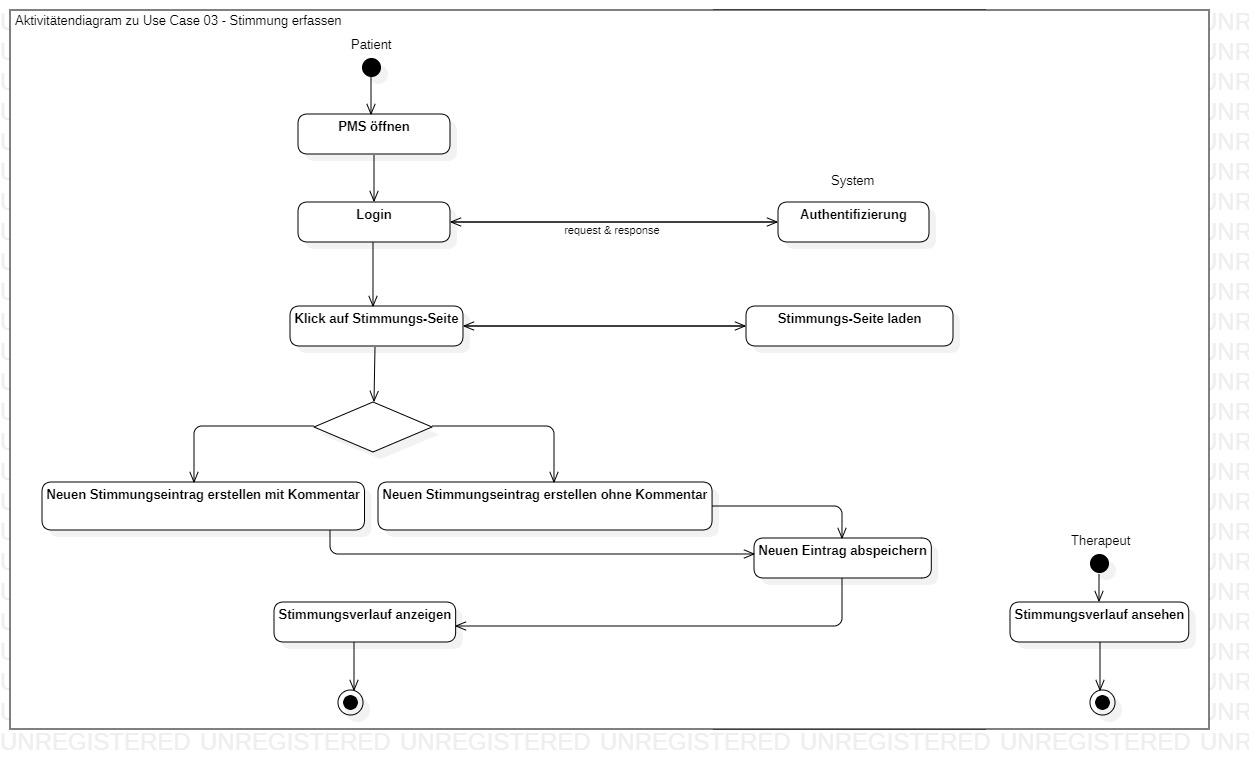 Aktivitätendiagram zu Use Case 03 - Stimmung erfassen
Patient
PMS öffnen
System
Login
Authentifizierung
request & response
Klick auf Stimmungs-Seite
Stimmungs-Seite laden
Neuen Stimmungseintrag erstellen mit Kommentar
Neuen Stimmungseintrag erstellen ohne Kommentar
Neuen Eintrag abspeichern
Therapeut
Stimmungsverlauf anzeigen
Stimmungsverlauf ansehen
UNREGISTERED UNREGISTERED UNREGISTERED UNREGISTERED UNREGISTERED UNREGISTERED UNR